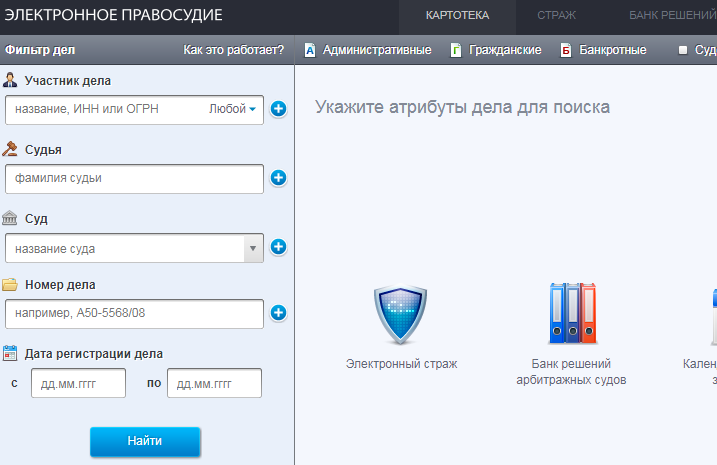 ЭЛЕКТРОННОЕ ПРАВОСУДИЕ
КАРТОТЕКА
СТРАЖ
БАНК РЕШЕНИЙ
Фильтр дел
Как это работает?
А Административные
Г Гражданские
Б Банкротные
Суд
Участник дела
название, ИНН или ОГРН
Любой
Судья
фамилия судьи
Суд
название суда
Номер дела
например, А50-5568/08
Дата регистрации дела
с
дд.мм.гггг
по
дд.мм.гггг
Найти
Укажите атрибуты дела для поиска
Электронный страж
Банк решений
арбитражных судов
Кален